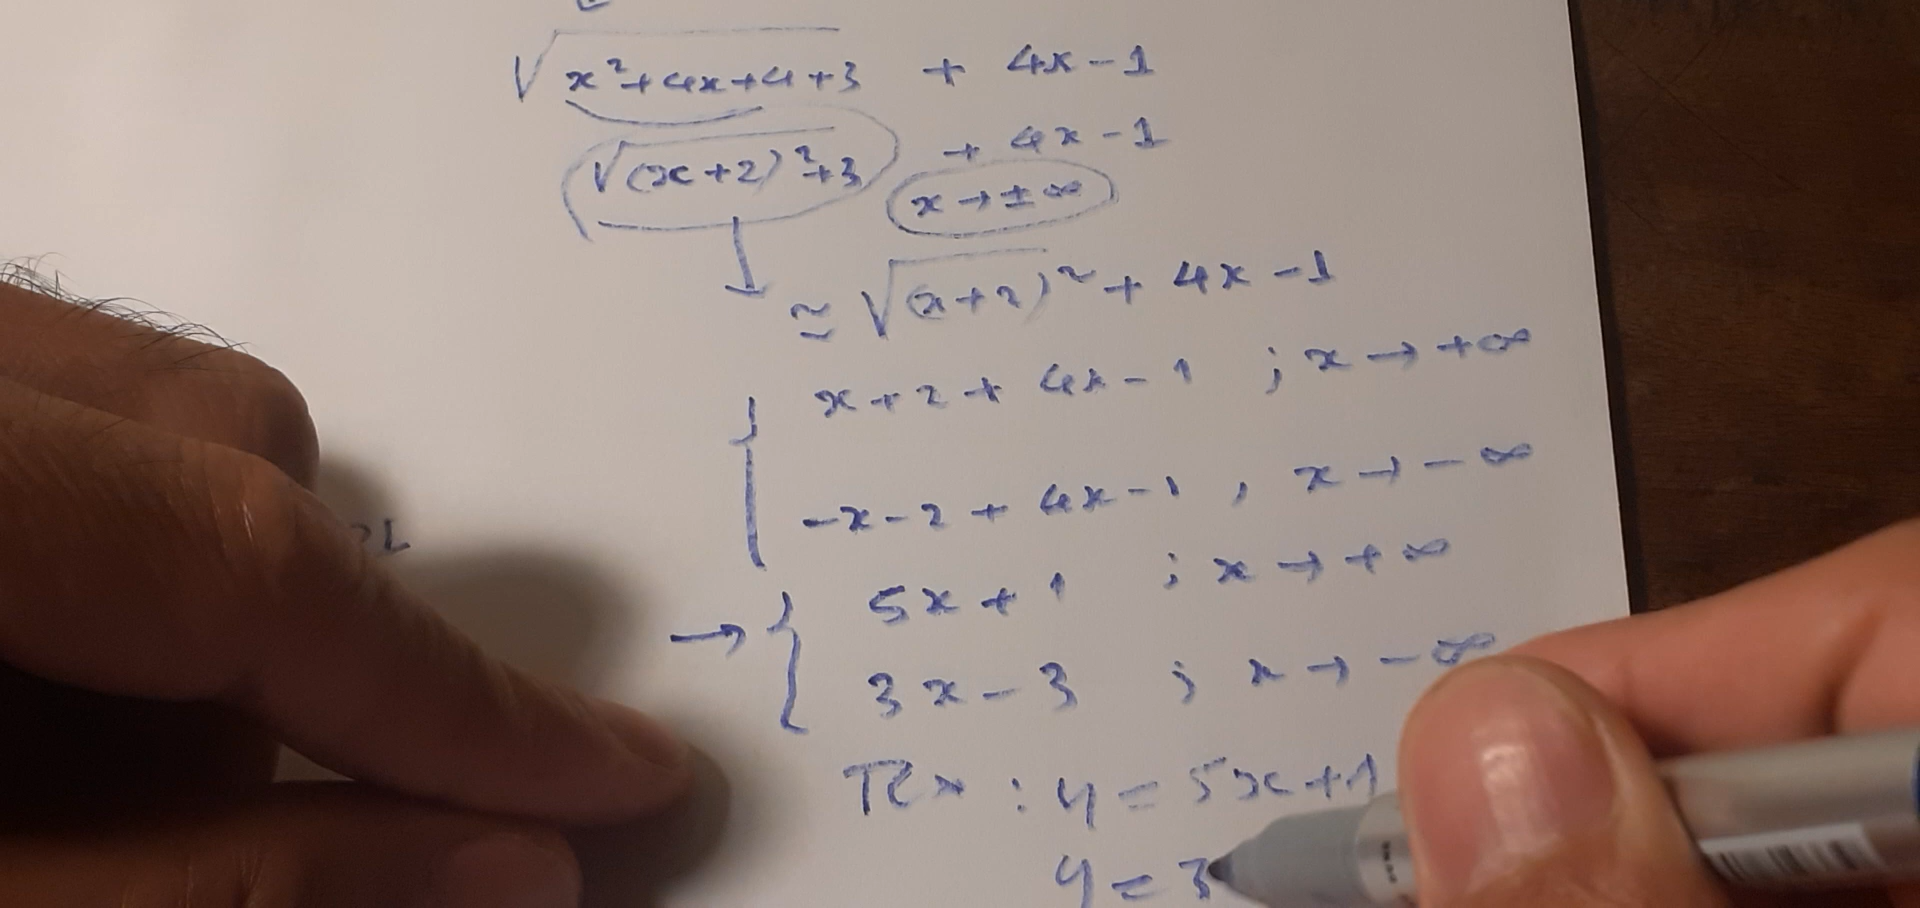 √(x²+4x+4+3) + 4x-1
√((x+2)²+3) + 4x-1
x → ±∞
≅ √(x+2)² + 4x-1
x+2+4x-1 ; x → +∞
-x-2+4x-1 , x → -∞
→ { 5x+1 ; x → +∞
3x-3 ; x → -∞
y = 5x+1
y = 3